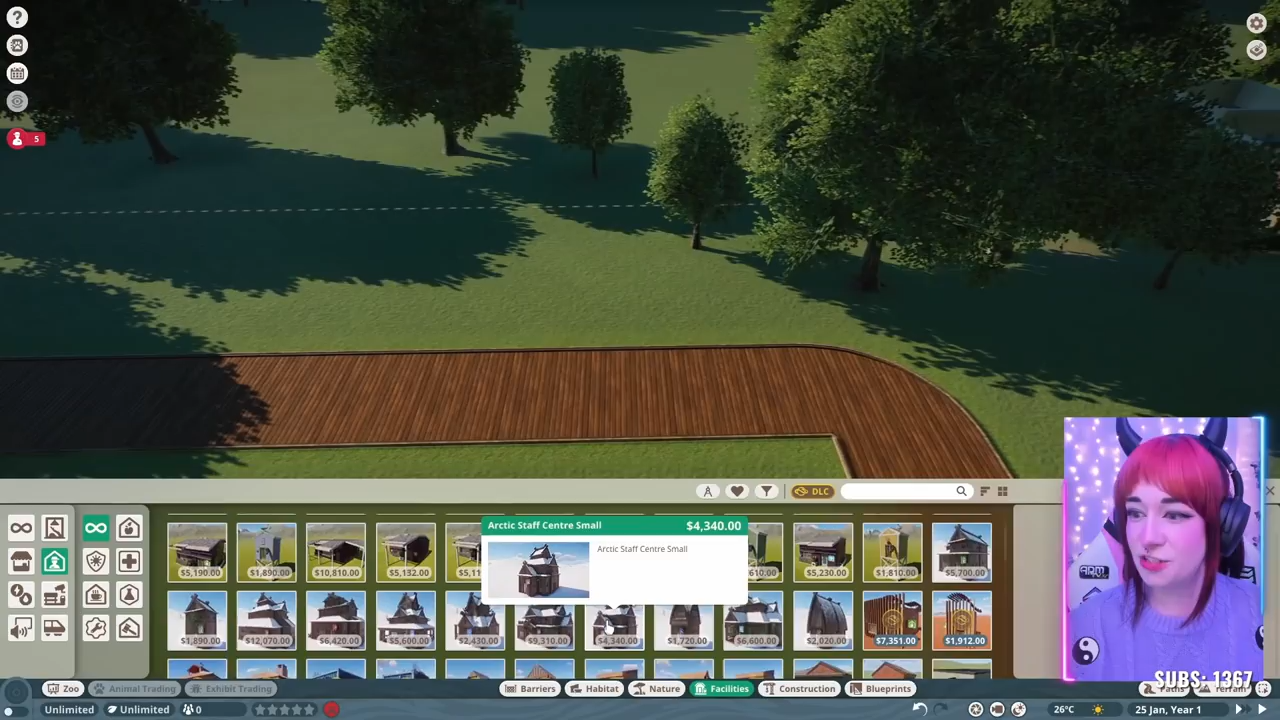 ?
5
DLC
Arctic Staff Centre Small $4,340.00
Arctic Staff Centre Small
$5,190.00 $1,890.00 $10,810.00 $5,132.00 $5,230.00 $1,810.00 $5,700.00
$1,890.00 $12,070.00 $6,420.00 $5,600.00 $2,430.00 $9,310.00 $4,340.00 $1,720.00 $6,600.00 $2,020.00 $7,351.00 $1,912.00
SUBS: 1367
Zoo Animal Trading Exhibit Trading Barriers Habitat Nature Facilities Construction Blueprints Paths Terrain
Unlimited Unlimited 0 26°C 25 Jan, Year 1